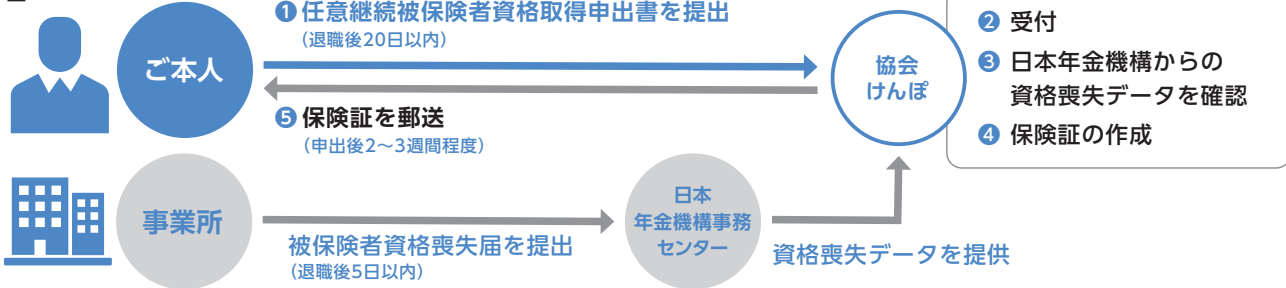 ❶任意継続被保険者資格取得申出書を提出
(退職後20日以内)
ご本人
協会
けんぽ
❷ 受付
❸ 日本年金機構からの
資格喪失データを確認
❹ 保険証の作成
❺保険証を郵送
(申出後2〜3週間程度)
事業所
被保険者資格喪失届を提出
(退職後5日以内)
日本
年金機構事務
センター
資格喪失データを提供